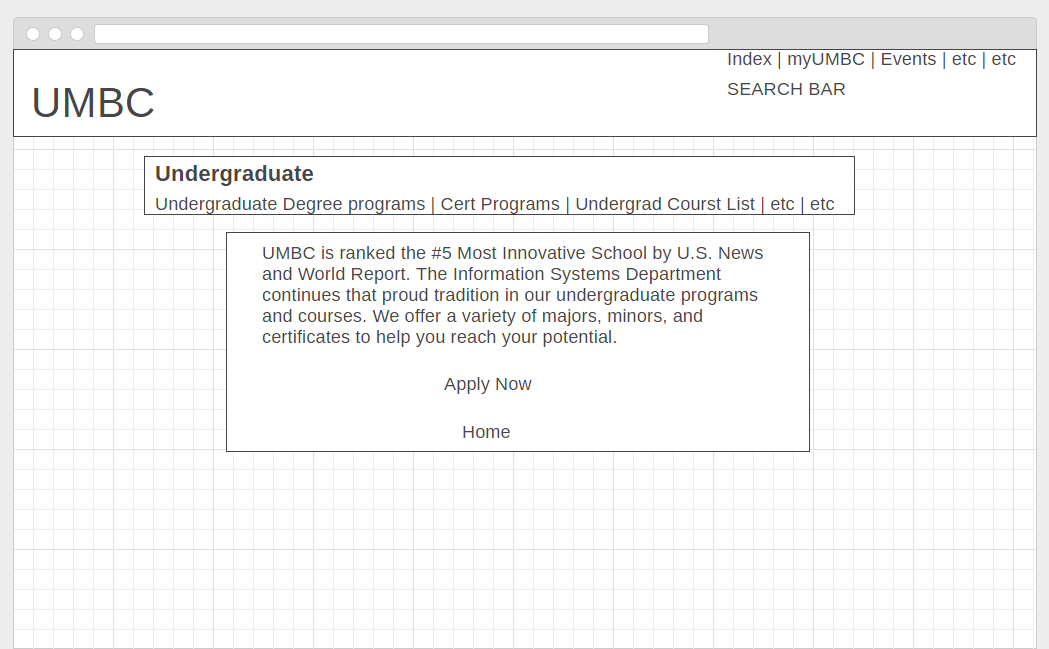 Index | myUMBC | Events | etc | etc
UMBC
SEARCH BAR
Undergraduate
Undergraduate Degree programs | Cert Programs | Undergrad Courst List | etc | etc
UMBC is ranked the #5 Most Innovative School by U.S. News
and World Report. The Information Systems Department
continues that proud tradition in our undergraduate programs
and courses. We offer a variety of majors, minors, and
certificates to help you reach your potential.
Apply Now
Home